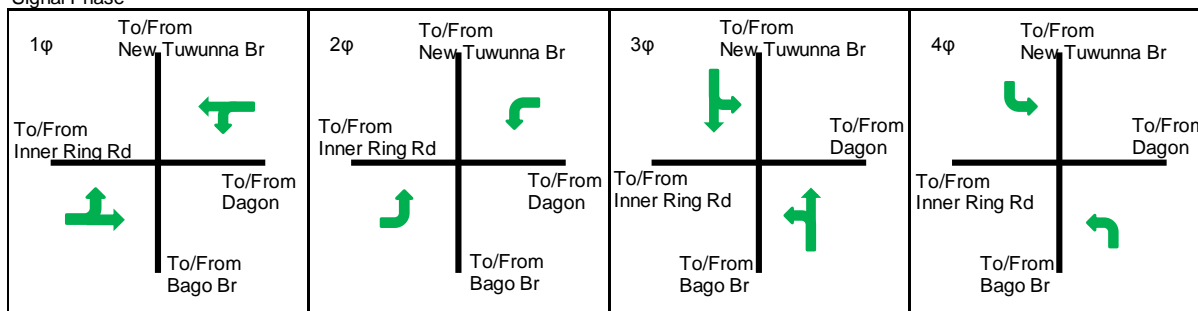 Signal Phase
1φ
To/From
New Tuwunna Br
To/From
Inner Ring Rd
To/From
Dagon
To/From
Bago Br
2φ
To/From
New Tuwunna Br
To/From
Inner Ring Rd
To/From
Dagon
To/From
Bago Br
3φ
To/From
New Tuwunna Br
To/From
Dagon
To/From
Inner Ring Rd
To/From
Bago Br
4φ
To/From
New Tuwunna Br
To/From
Dagon
To/From
Inner Ring Rd
To/From
Bago Br